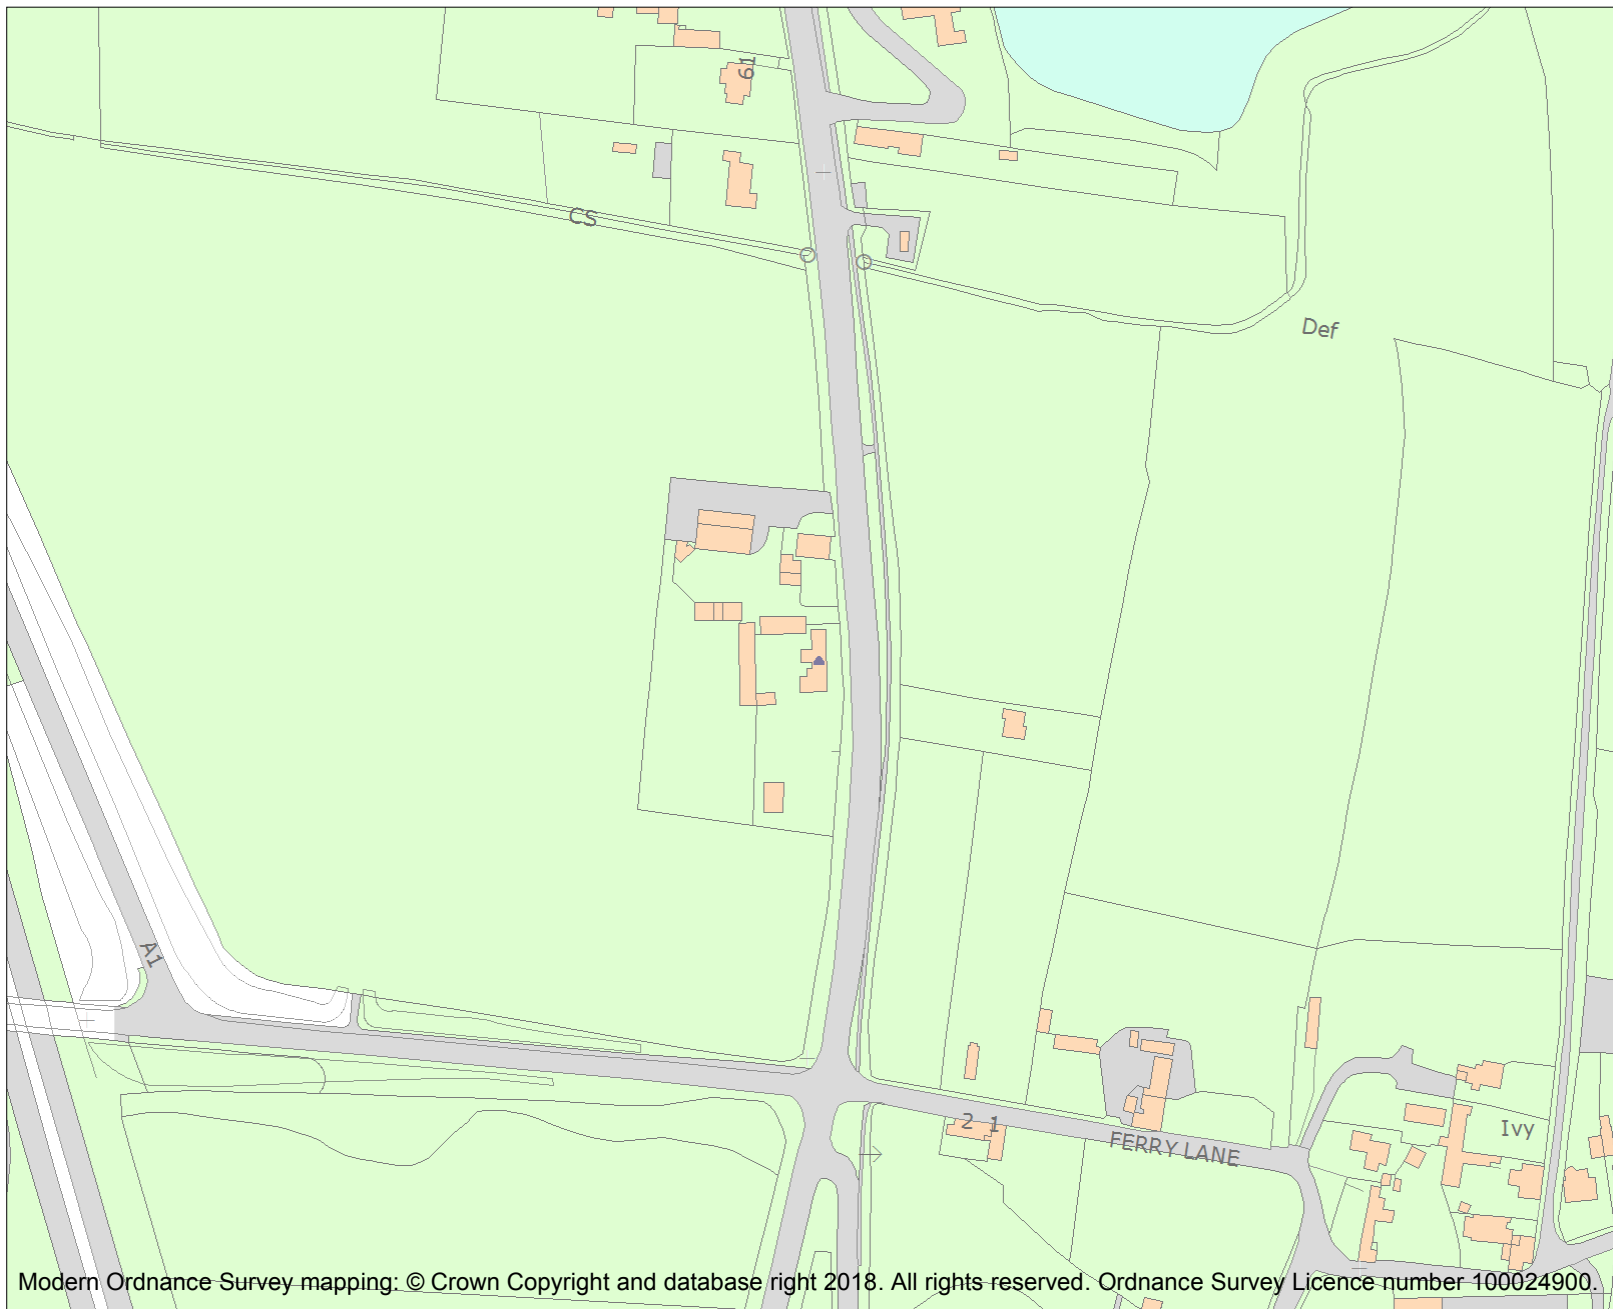 61
CS
Def
A1
2 1
FERRY LANE
Ivy
Modern Ordnance Survey mapping: © Crown Copyright and database right 2018. All rights reserved. Ordnance Survey Licence number 100024900.